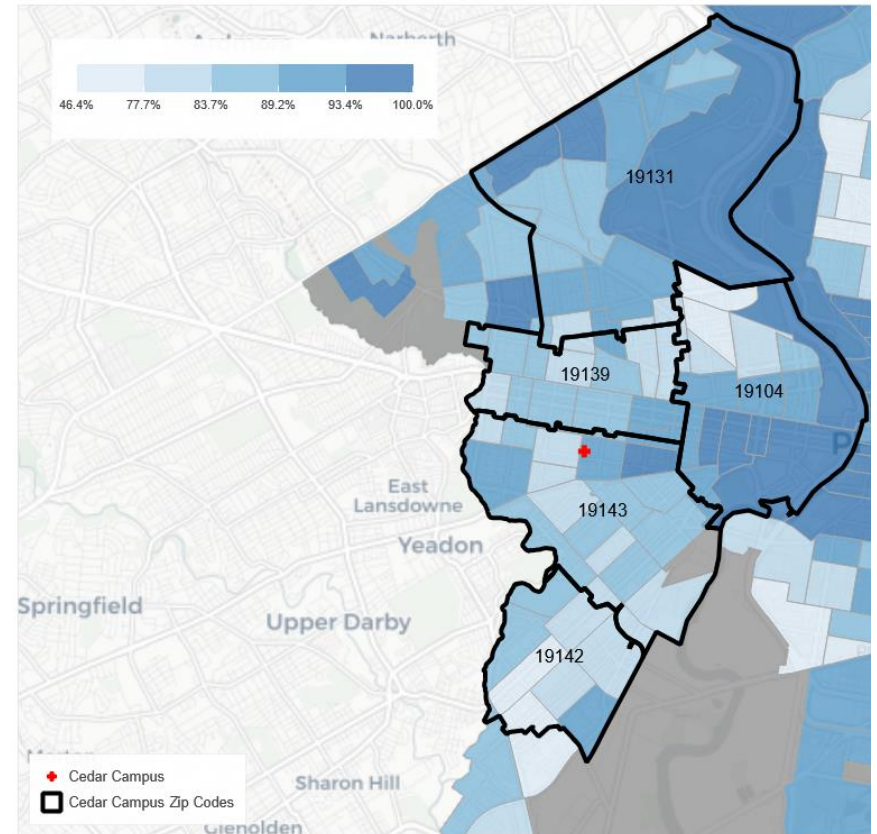 Narberth
46.4% 77.7% 83.7% 89.2% 93.4% 100.0%
19131
19139
19104
P
East
Lansdowne
19143
Yeadon
Springfield
Upper Darby
19142
Cedar Campus
Cedar Campus Zip Codes
Sharon Hill
Glenolden